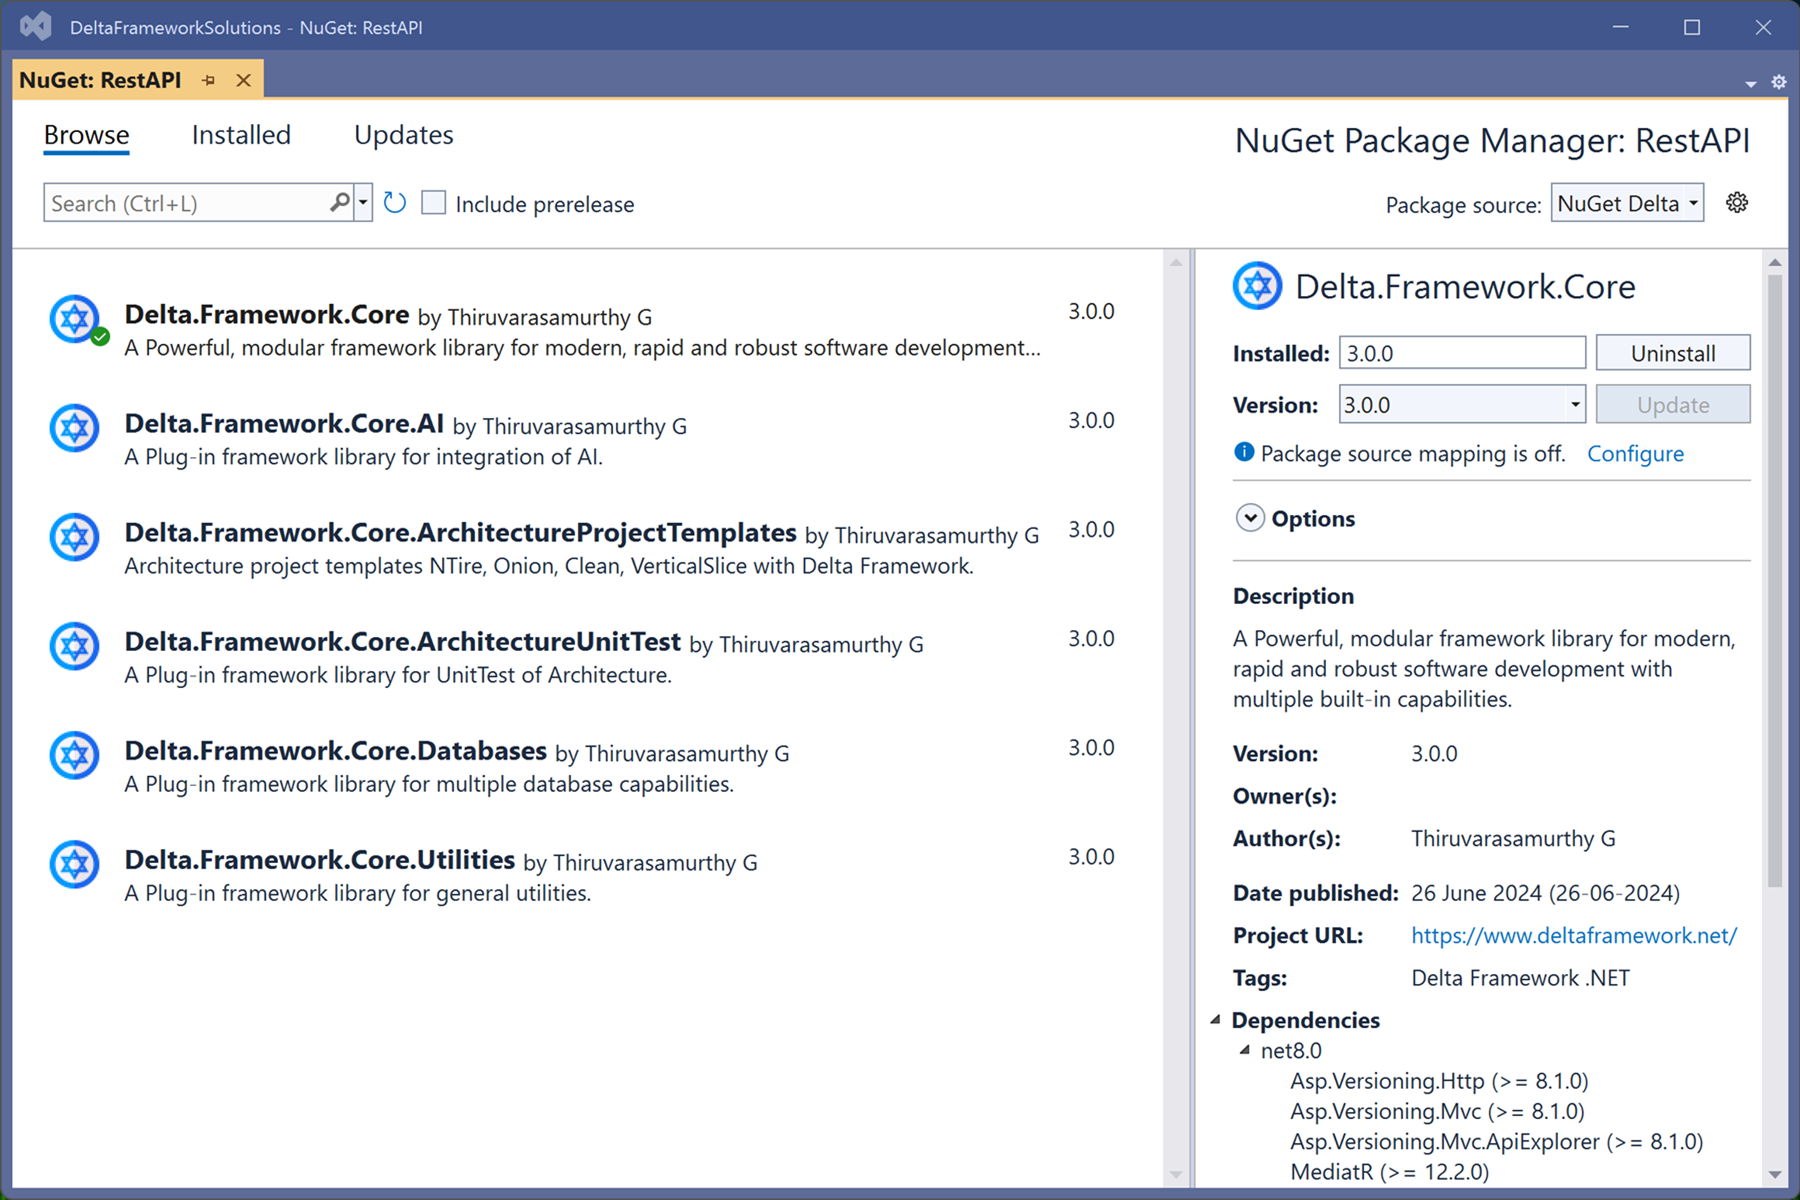 DeltaFrameworkSolutions - NuGet: RestAPI
NuGet: RestAPI
Browse Installed Updates
NuGet Package Manager: RestAPI
Search (Ctrl+L)
Include prerelease
Package source: NuGet Delta
Delta.Framework.Core by Thiruvarasamurthy G 3.0.0
A Powerful, modular framework library for modern, rapid and robust software development...
Delta.Framework.Core.AI by Thiruvarasamurthy G 3.0.0
A Plug-in framework library for integration of AI.
Delta.Framework.Core.ArchitectureProjectTemplates by Thiruvarasamurthy G 3.0.0
Architecture project templates NTire, Onion, Clean, VerticalSlice with Delta Framework.
Delta.Framework.Core.ArchitectureUnitTest by Thiruvarasamurthy G 3.0.0
A Plug-in framework library for UnitTest of Architecture.
Delta.Framework.Core.Databases by Thiruvarasamurthy G 3.0.0
A Plug-in framework library for multiple database capabilities.
Delta.Framework.Core.Utilities by Thiruvarasamurthy G 3.0.0
A Plug-in framework library for general utilities.
Delta.Framework.Core
Installed: 3.0.0 Uninstall
Version: 3.0.0 Update
Package source mapping is off. Configure
Options
Description
A Powerful, modular framework library for modern,
rapid and robust software development with
multiple built-in capabilities.
Version: 3.0.0
Owner(s):
Author(s): Thiruvarasamurthy G
Date published: 26 June 2024 (26-06-2024)
Project URL: https://www.deltaframework.net/
Tags: Delta Framework .NET
Dependencies
net8.0
Asp.Versioning.Http (>= 8.1.0)
Asp.Versioning.Mvc (>= 8.1.0)
Asp.Versioning.Mvc.ApiExplorer (>= 8.1.0)
MediatR (>= 12.2.0)